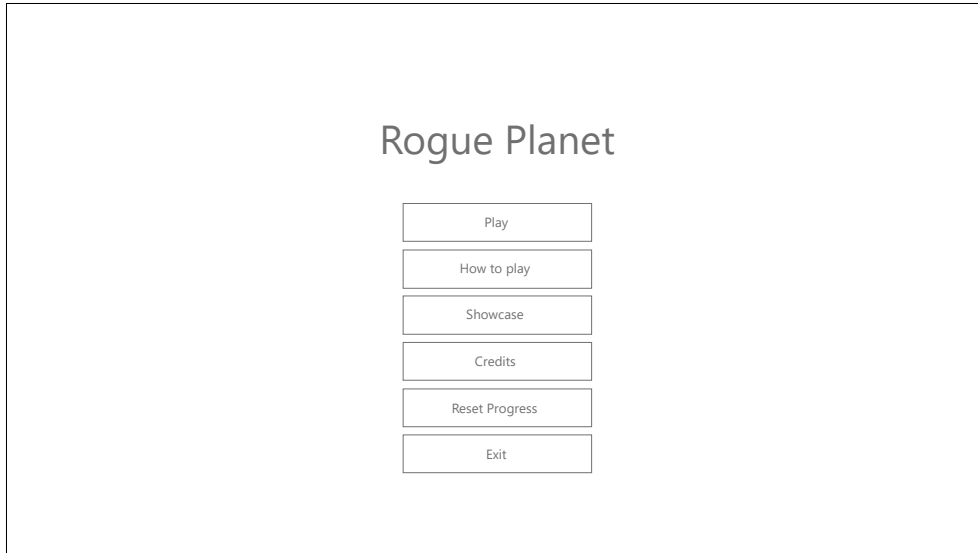 Rogue Planet
Play
How to play
Showcase
Credits
Reset Progress
Exit